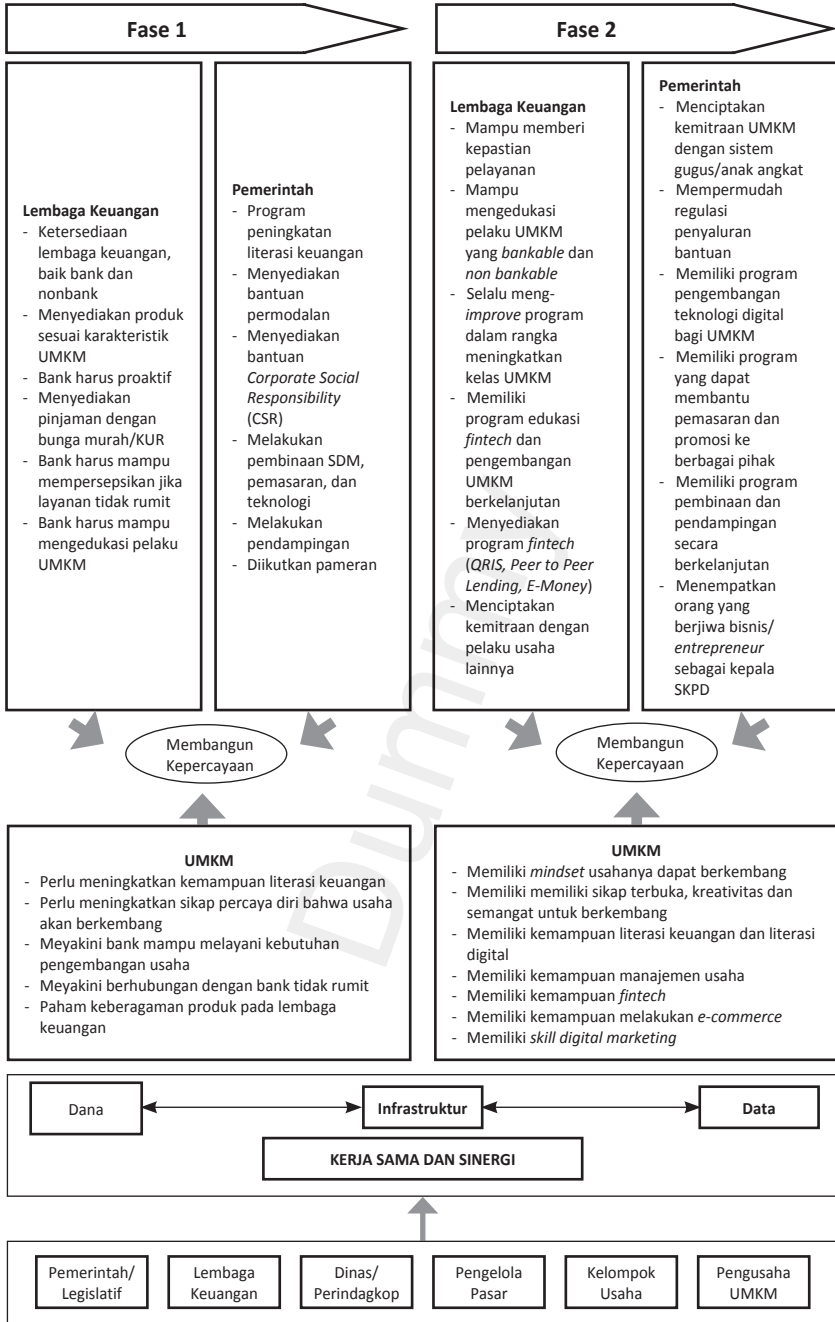 Fase 1
Lembaga Keuangan
- Ketersediaan
lembaga keuangan,
baik bank dan
nonbank
- Menyediakan produk
sesuai karakteristik
UMKM
- Bank harus proaktif
- Menyediakan
pinjaman dengan
bunga murah/KUR
- Bank harus mampu
mempersepsikan jika
layanan tidak rumit
- Bank harus mampu
mengedukasi pelaku
UMKM
Pemerintah
- Program
peningkatan
literasi keuangan
- Menyediakan
bantuan
permodalan
- Menyediakan
bantuan
Corporate Social
Responsibility
(CSR)
- Melakukan
pembinaan SDM,
pemasaran, dan
teknologi
- Melakukan
pendampingan
- Diikutkan pameran
Membangun
Kepercayaan
UMKM
- Perlu meningkatkan kemampuan literasi keuangan
- Perlu meningkatkan sikap percaya diri bahwa usaha
akan berkembang
- Meyakini bank mampu melayani kebutuhan
pengembangan usaha
- Meyakini berhubungan dengan bank tidak rumit
- Paham keberagaman produk pada lembaga
keuangan
Fase 2
Lembaga Keuangan
- Mampu memberi
kepastian
pelayanan
- Mampu
mengedukasi
pelaku UMKM
yang bankable dan
non bankable
- Selalu meng-
improve program
dalam rangka
meningkatkan
kelas UMKM
- Memiliki
program edukasi
fintech dan
pengembangan
UMKM
berkelanjutan
- Menyediakan
program fintech
(QRIS, Peer to Peer
Lending, E-Money)
- Menciptakan
kemitraan dengan
pelaku usaha
lainnya
Pemerintah
- Menciptakan
kemitraan UMKM
dengan sistem
gugus/anak angkat
- Mempermudah
regulasi
penyaluran
bantuan
- Memiliki program
pengembangan
teknologi digital
bagi UMKM
- Memiliki program
yang dapat
membantu
pemasaran dan
promosi ke
berbagai pihak
- Memiliki program
pembinaan dan
pendampingan
secara
berkelanjutan
- Menempatkan
orang yang
berjiwa bisnis/
entrepreneur
sebagai kepala
SKPD
Membangun
Kepercayaan
UMKM
- Memiliki mindset usahanya dapat berkembang
- Memiliki memiliki sikap terbuka, kreativitas dan
semangat untuk berkembang
- Memiliki kemampuan literasi keuangan dan literasi
digital
- Memiliki kemampuan manajemen usaha
- Memiliki kemampuan fintech
- Memiliki kemampuan melakukan e-commerce
- Memiliki skill digital marketing
Dummy
Dana
Infrastruktur
Data
KERJA SAMA DAN SINERGI
Pemerintah/
Legislatif
Lembaga
Keuangan
Dinas/
Perindagkop
Pengelola
Pasar
Kelompok
Usaha
Pengusaha
UMKM